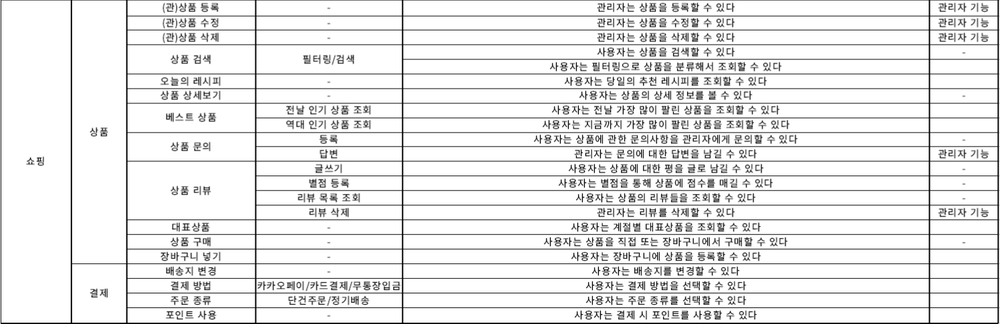 (관)상품 등록 - 관리자는 상품을 등록할 수 있다 관리자 기능
(관)상품 수정 - 관리자는 상품을 수정할 수 있다 관리자 기능
(관)상품 삭제 - 관리자는 상품을 삭제할 수 있다 관리자 기능
상품 검색 필터링/검색 사용자는 상품을 검색할 수 있다 -
사용자는 필터링으로 상품을 분류해서 조회할 수 있다
오늘의 레시피 - 사용자는 당일의 추천 레시피를 조회할 수 있다
상품 상세보기 - 사용자는 상품의 상세 정보를 볼 수 있다 -
베스트 상품 전날 인기 상품 조회 사용자는 전날 가장 많이 팔린 상품을 조회할 수 있다
역대 인기 상품 조회 사용자는 지금까지 가장 많이 팔린 상품을 조회할 수 있다
상품
상품 문의 등록 사용자는 상품에 관한 문의사항을 관리자에게 문의할 수 있다 -
답변 관리자는 문의에 대한 답변을 남길 수 있다 관리자 기능
쇼핑
상품 리뷰 글쓰기 사용자는 상품에 대한 평을 글로 남길 수 있다 -
별점 등록 사용자는 별점을 통해 상품에 점수를 매길 수 있다 -
리뷰 목록 조회 사용자는 상품의 리뷰들을 조회할 수 있다 -
리뷰 삭제 관리자는 리뷰를 삭제할 수 있다 관리자 기능
대표상품 - 사용자는 계절별 대표상품을 조회할 수 있다
상품 구매 - 사용자는 상품을 직접 또는 장바구니에서 구매할 수 있다 -
장바구니 넣기 - 사용자는 장바구니에 상품을 등록할 수 있다
결제 배송지 변경 - 사용자는 배송지를 변경할 수 있다
결제 방법 카카오페이/카드결제/무통장입금 사용자는 결제 방법을 선택할 수 있다
주문 종류 단건주문/정기배송 사용자는 주문 종류를 선택할 수 있다
포인트 사용 - 사용자는 결제 시 포인트를 사용할 수 있다